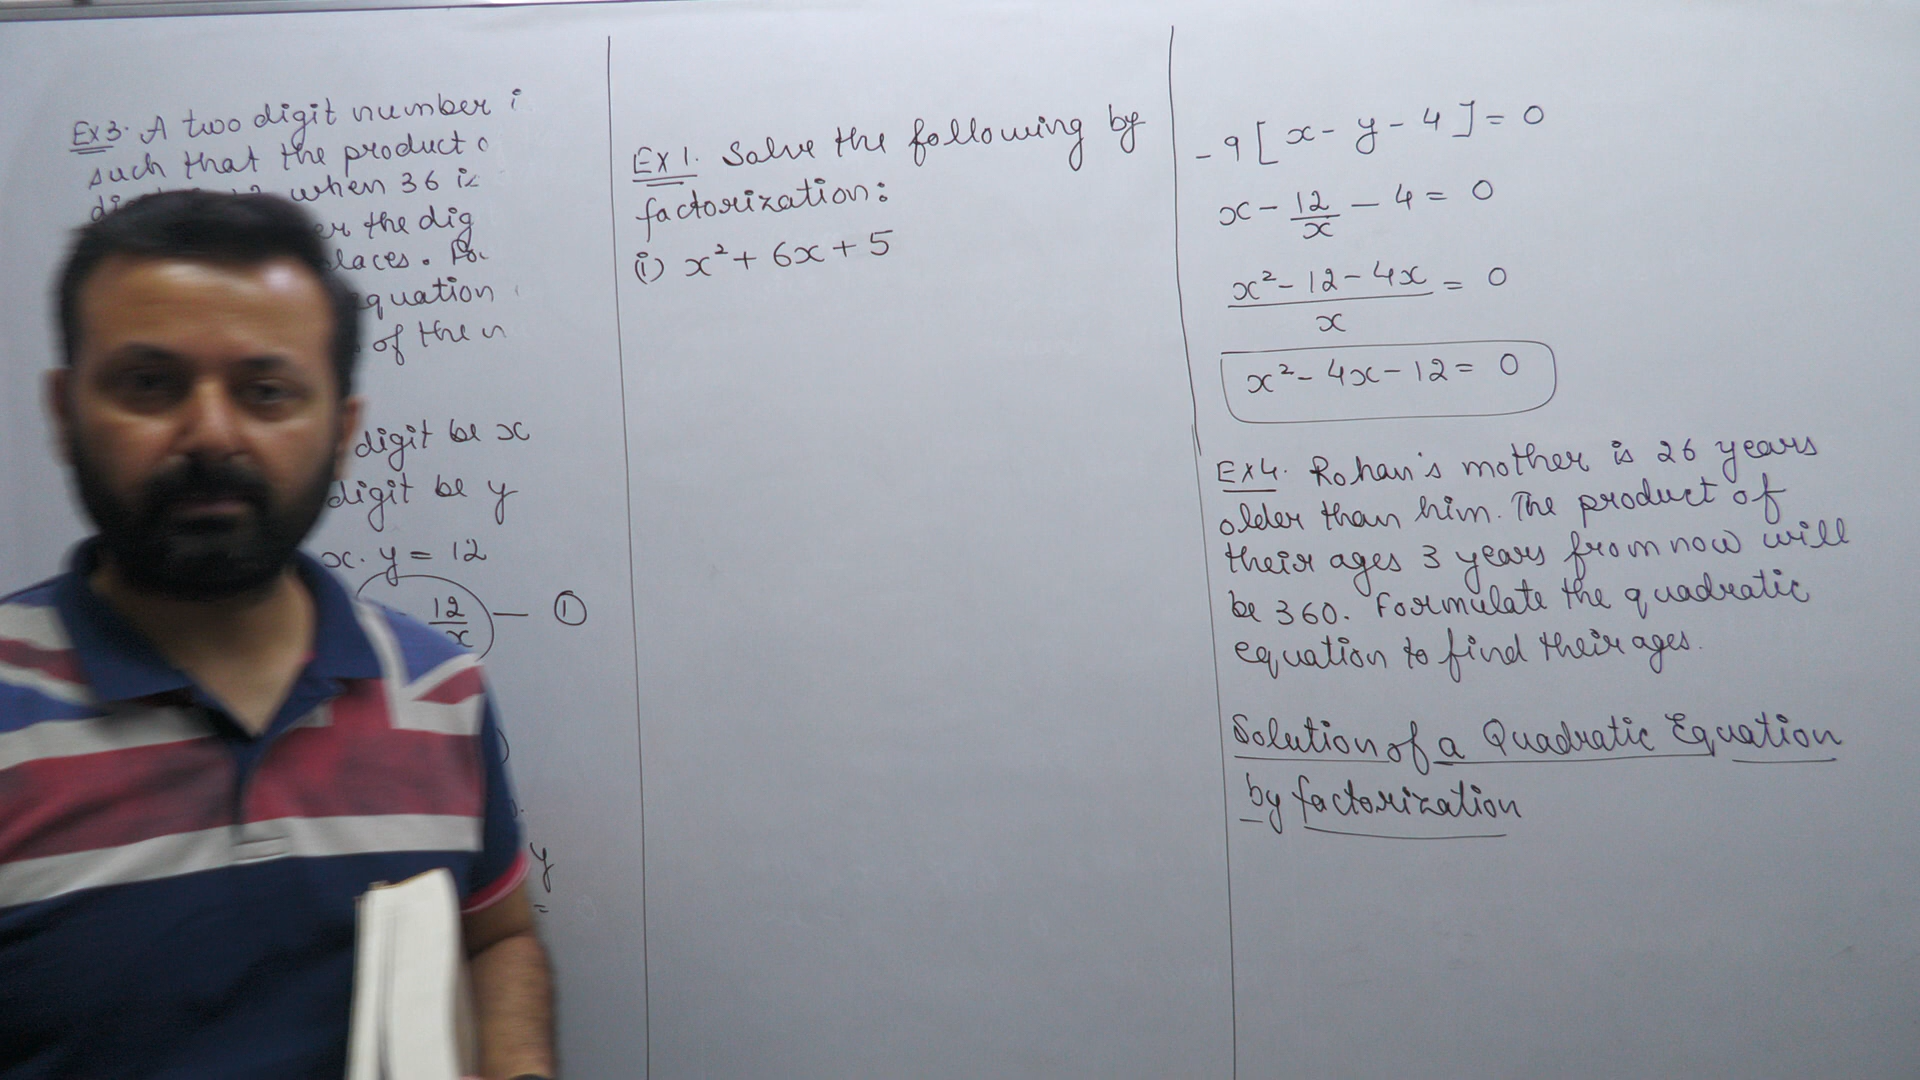 Ex3. A two digit number
such that the product
when 36 is
the dig
equation
of the
digit be x
digit be y
x. y = 12
12/x — ①
y
=
Ex 1. Solve the following by
factorization:
(i) x² + 6x + 5
-9[x - y - 4] = 0
x - 12/x - 4 = 0
(x² - 12 - 4x)/x = 0
x² - 4x - 12 = 0
Ex4. Rohan's mother is 26 years
older than him. The product of
their ages 3 years from now will
be 360. Formulate the quadratic
equation to find their ages.
Solution of a Quadratic Equation
by factorization